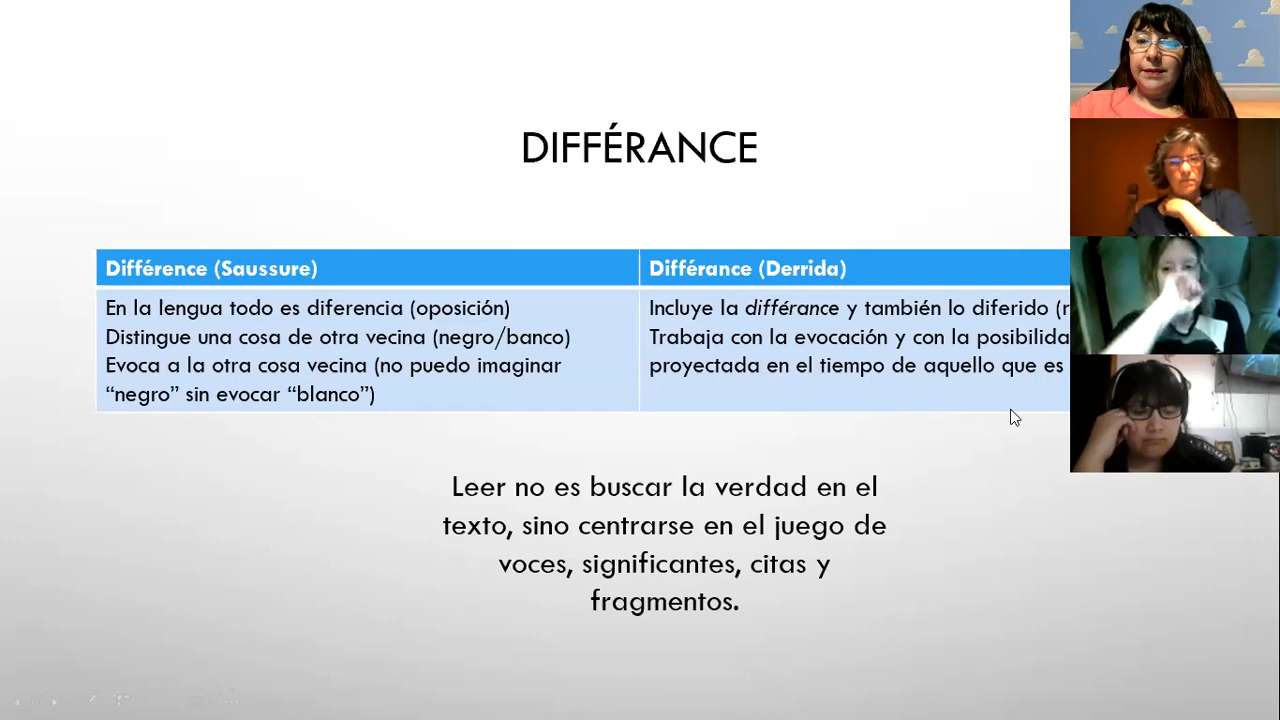 DIFFÉRANCE
Différence (Saussure)
Différance (Derrida)
En la lengua todo es diferencia (oposición)
Distingue una cosa de otra vecina (negro/banco)
Evoca a la otra cosa vecina (no puedo imaginar
“negro” sin evocar “blanco”)
Incluye la différance y también lo diferido
Trabaja con la evocación y con la
proyectada en el tiempo de aquello que es
Leer no es buscar la verdad en el
texto, sino centrarse en el juego de
voces, significantes, citas y
fragmentos.